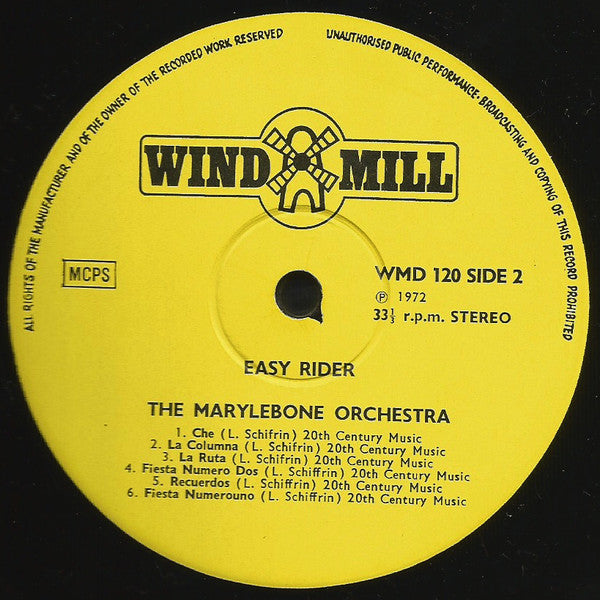 ALL RIGHTS OF THE MANUFACTURER AND OF THE OWNER OF THE RECORDED WORK RESERVED
UNAUTHORISED PUBLIC PERFORMANCE· BROADCASTING AND COPYING OF THIS RECORD PROHIBITED
WIND MILL
MCPS
WMD 120 SIDE 2
Ⓟ 1972
33⅓ r.p.m. STEREO
EASY RIDER
THE MARYLEBONE ORCHESTRA
1. Che (L. Schifrin) 20th Century Music
2. La Columna (L. Schifrin) 20th Century Music
3. La Ruta (L. Schifrin) 20th Century Music
4. Fiesta Numero Dos (L. Schiffrin) 20th Century Music
5. Recuerdos (L. Schiffrin) 20th Century Music
6. Fiesta Numerouno (L. Schiffrin) 20th Century Music